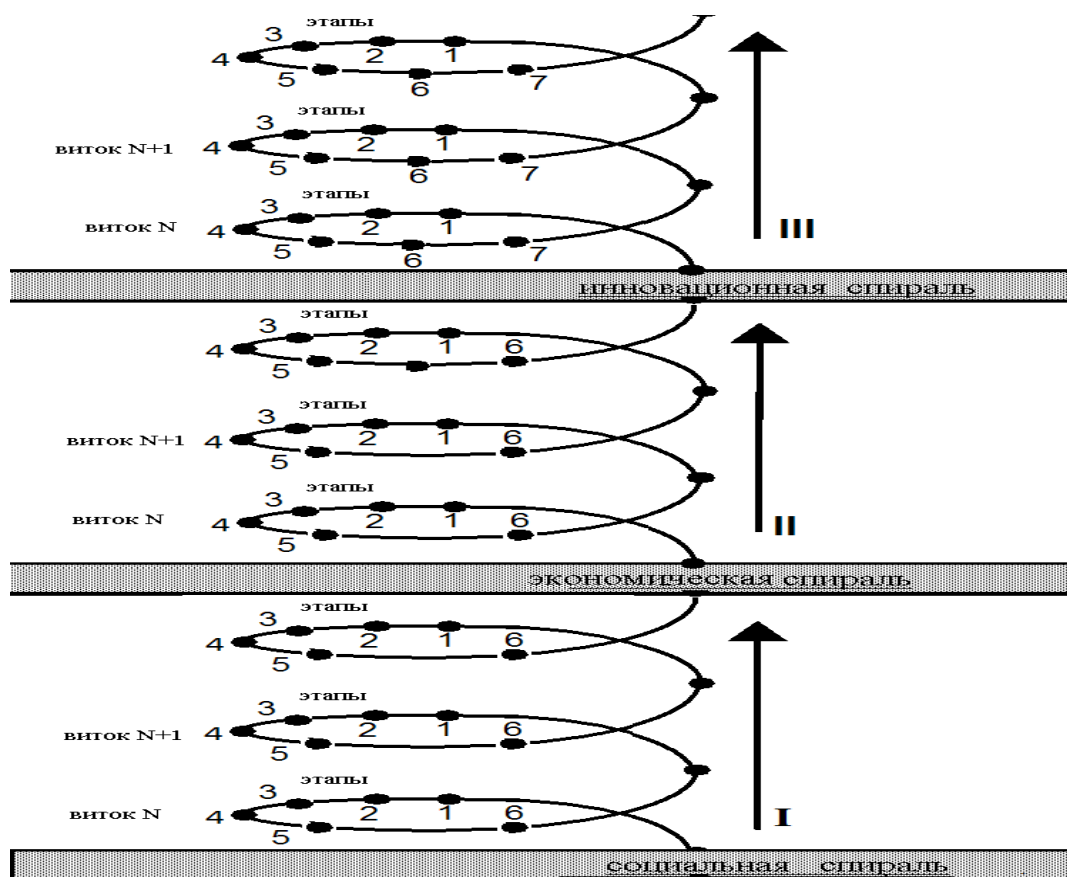 этапы
3 2 1
4
5 6 7
этапы
3 2 1
виток N+1 4
5 6 7
этапы
3 2 1
виток N 4
5 6 7
III
инновационная спираль
этапы
3 2 1 6
4
5
этапы
3 2 1 6
виток N+1 4
5
этапы
3 2 1 6
виток N 4
5
II
экономическая спираль
этапы
3 2 1 6
4
5
этапы
3 2 1 6
виток N+1 4
5
этапы
3 2 1 6
виток N 4
5
I
социальная спираль